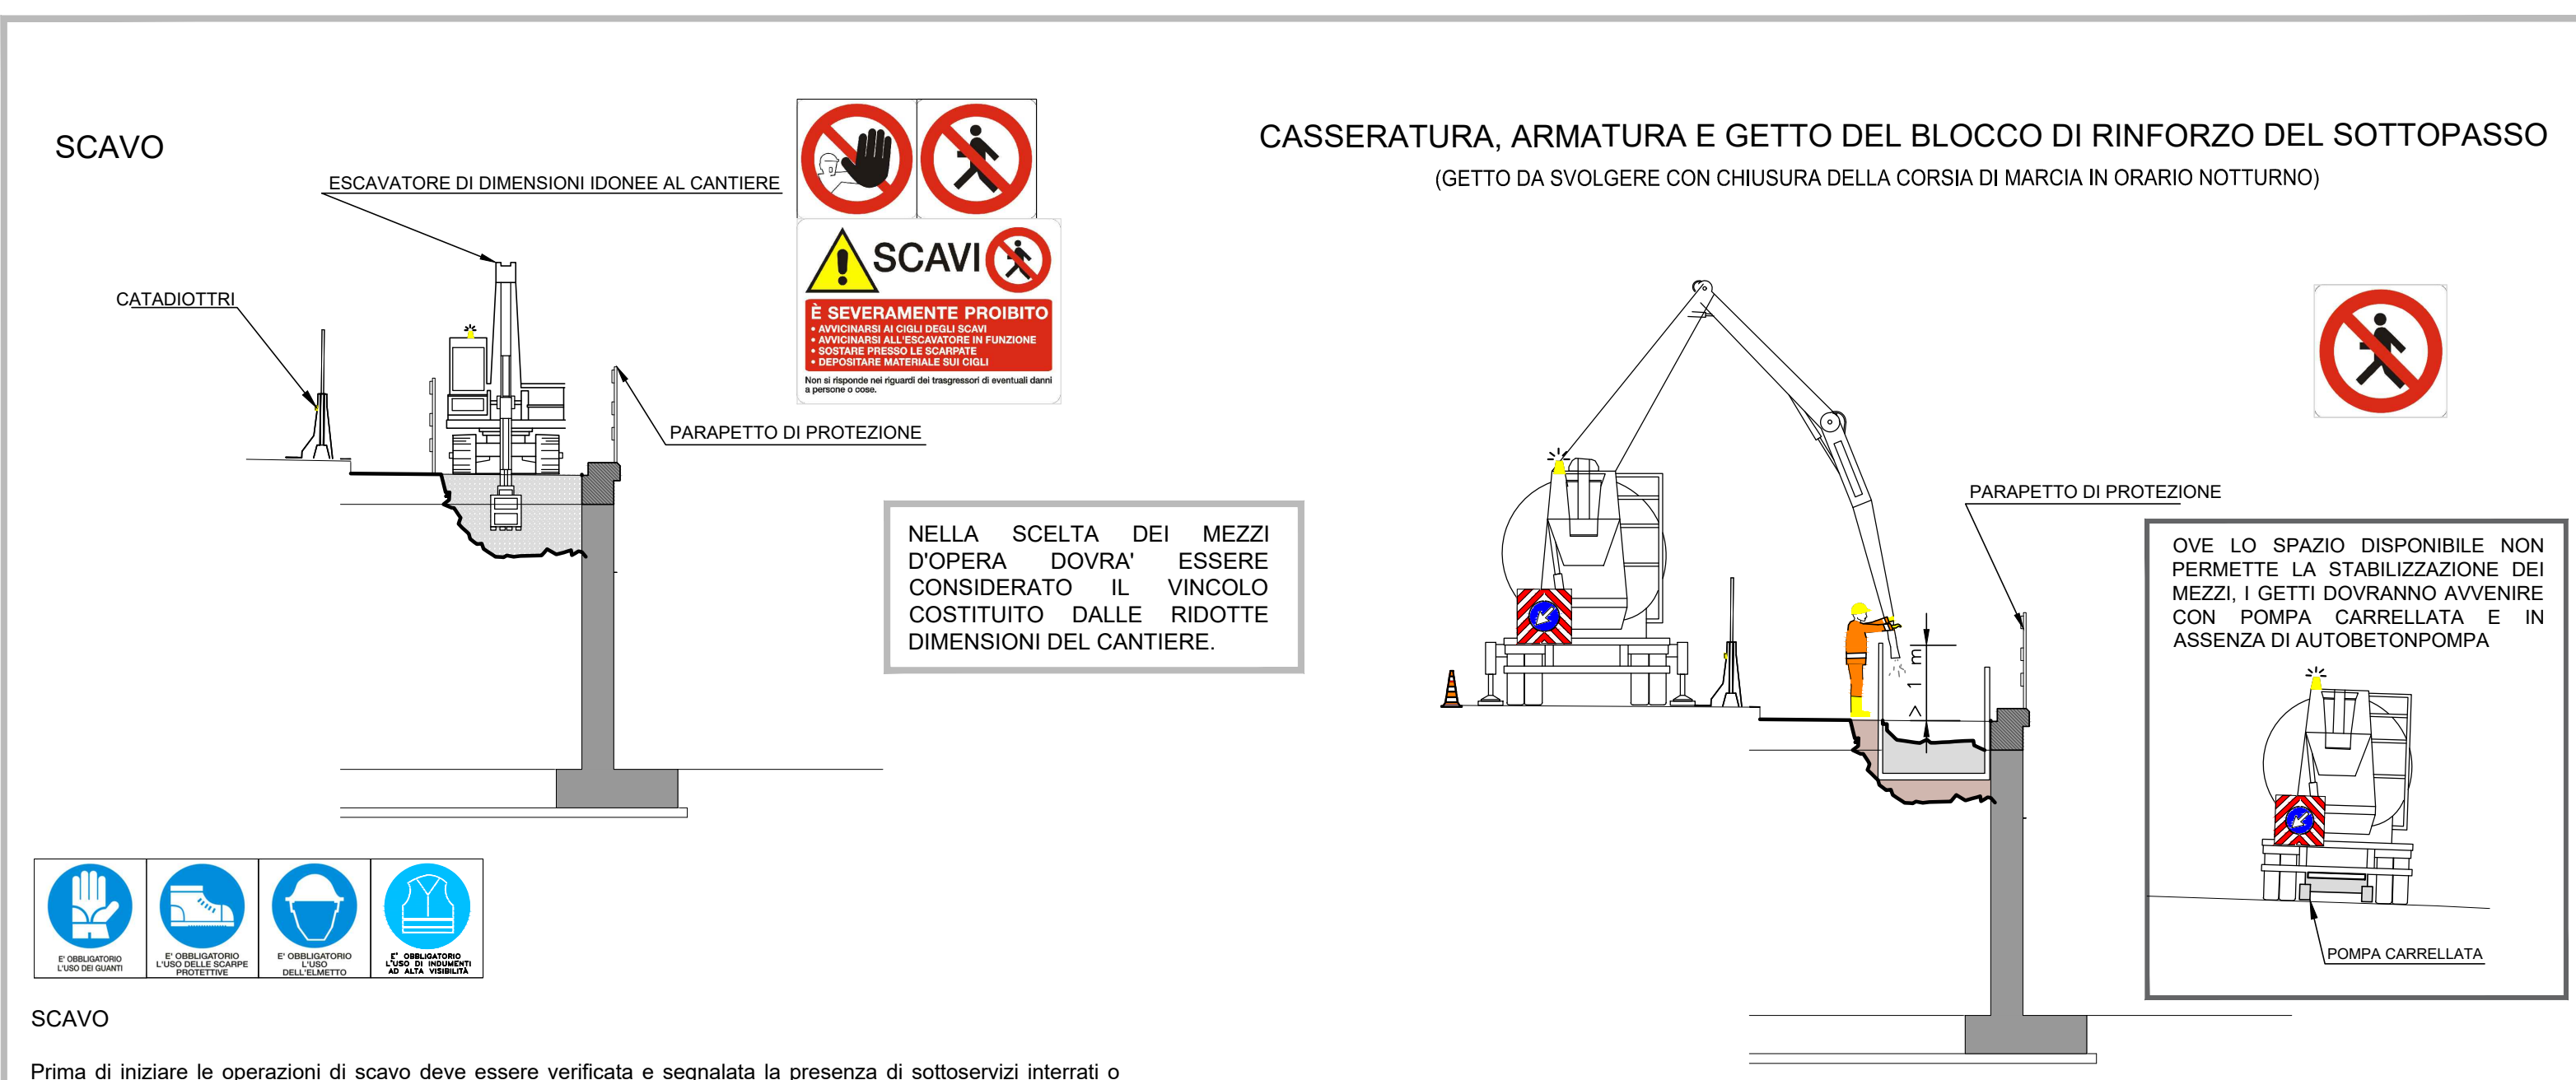 SCAVO
ESCAVATORE DI DIMENSIONI IDONEE AL CANTIERE
CATADIOTTRI
SCAVI
È SEVERAMENTE PROIBITO
• AVVICINARSI AI CIGLI DEGLI SCAVI
• AVVICINARSI ALL'ESCAVATORE IN FUNZIONE
• SOSTARE PRESSO LE SCARPATE
• DEPOSITARE MATERIALE SUI CIGLI
Non si risponde nei riguardi dei trasgressori di eventuali danni
a persone o cose.
PARAPETTO DI PROTEZIONE
NELLA SCELTA DEI MEZZI
D'OPERA DOVRA' ESSERE
CONSIDERATO IL VINCOLO
COSTITUITO DALLE RIDOTTE
DIMENSIONI DEL CANTIERE.
E' OBBLIGATORIO
L'USO DEI GUANTI
E' OBBLIGATORIO
L'USO DELLE SCARPE
PROTETTIVE
E' OBBLIGATORIO
L'USO
DELL'ELMETTO
E' OBBLIGATORIO
L'USO DI INDUMENTI
AD ALTA VISIBILITÀ
SCAVO
Prima di iniziare le operazioni di scavo deve essere verificata e segnalata la presenza di sottoservizi interrati o
CASSERATURA, ARMATURA E GETTO DEL BLOCCO DI RINFORZO DEL SOTTOPASSO
(GETTO DA SVOLGERE CON CHIUSURA DELLA CORSIA DI MARCIA IN ORARIO NOTTURNO)
PARAPETTO DI PROTEZIONE
> 1 m
OVE LO SPAZIO DISPONIBILE NON
PERMETTE LA STABILIZZAZIONE DEI
MEZZI, I GETTI DOVRANNO AVVENIRE
CON POMPA CARRELLATA E IN
ASSENZA DI AUTOBETONPOMPA
POMPA CARRELLATA